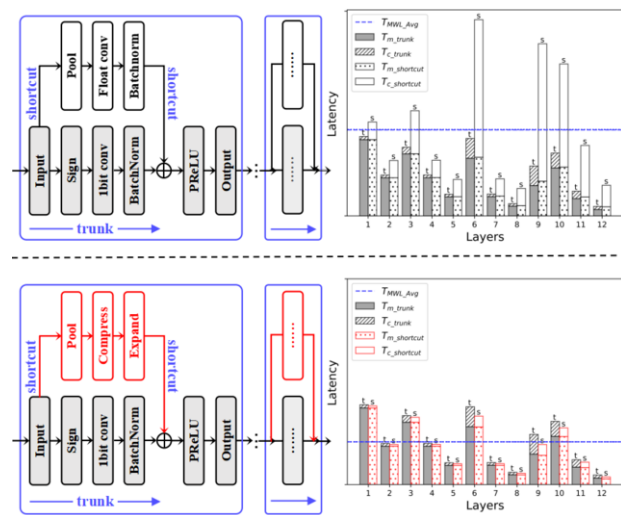 shortcut
Pool
Float conv
Batchnorm
shortcut
Input
Sign
1bit conv
BatchNorm
PReLU
Output
trunk
Latency
T_MWL_Avg
T_m_trunk
T_c_trunk
T_m_shortcut
T_c_shortcut
t s t s t s t s t s t s t s t s t s t s t s t s
1 2 3 4 5 6 7 8 9 10 11 12
Layers
shortcut
Pool
Compress
Expand
shortcut
Input
Sign
1bit conv
BatchNorm
PReLU
Output
trunk
Latency
T_MWL_Avg
T_m_trunk
T_c_trunk
T_m_shortcut
T_c_shortcut
t s t s t s t s t s t s t s t s t s t s t s t s
1 2 3 4 5 6 7 8 9 10 11 12
Layers